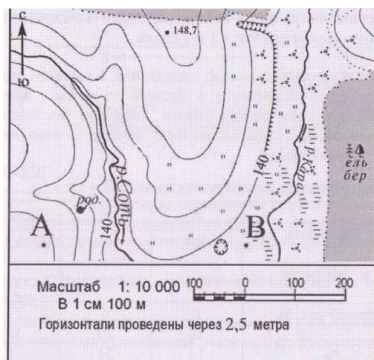 С
148,7
Ю
140
р. Кара
ель
бер
р. Соть
род.
140
А
В
Масштаб 1: 10 000
В 1 см 100 м
100 0 100 200
Горизонтали проведены через 2,5 метра